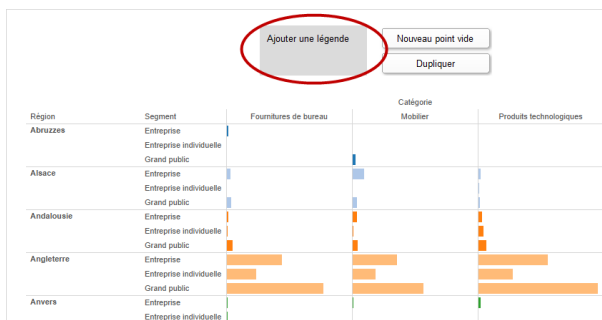 Ajouter une légende
Nouveau point vide
Dupliquer
Catégorie
Région Segment Fournitures de bureau Mobilier Produits technologiques
Abruzzes Entreprise
Entreprise individuelle
Grand public
Alsace Entreprise
Entreprise individuelle
Grand public
Andalousie Entreprise
Entreprise individuelle
Grand public
Angleterre Entreprise
Entreprise individuelle
Grand public
Anvers Entreprise
Entreprise individuelle